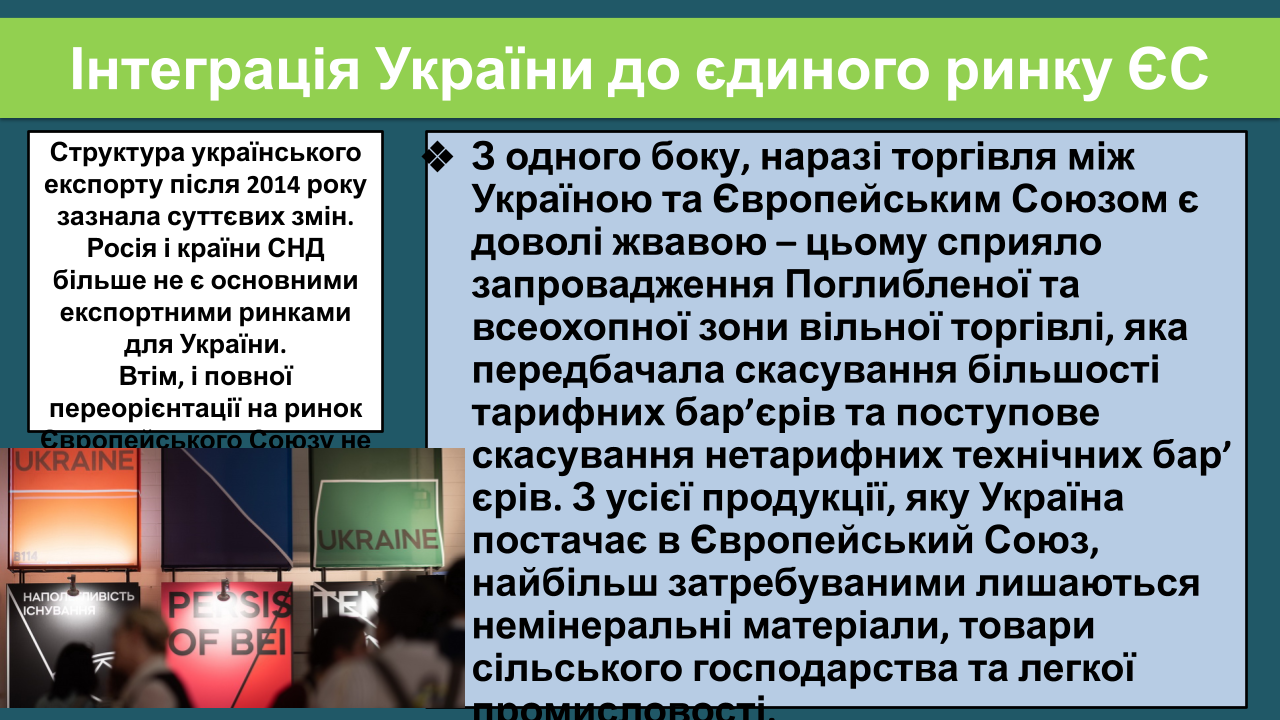 Інтеграція України до єдиного ринку ЄС
Структура українського
експорту після 2014 року
зазнала суттєвих змін.
Росія і країни СНД
більше не є основними
експортними ринками
для України.
Втім, і повної
переорієнтації на ринок
Європейського Союзу не
❖ З одного боку, наразі торгівля між
Україною та Європейським Союзом є
доволі жвавою – цьому сприяло
запровадження Поглибленої та
всеохопної зони вільної торгівлі, яка
передбачала скасування більшості
тарифних бар’єрів та поступове
скасування нетарифних технічних бар’
єрів. З усієї продукції, яку Україна
постачає в Європейський Союз,
найбільш затребуваними лишаються
немінеральні матеріали, товари
сільського господарства та легкої
промисловості.
UKRAINE
B114
UKRAINE
ІСНУВАННЯ
PERSIS
OF BEI
TEN